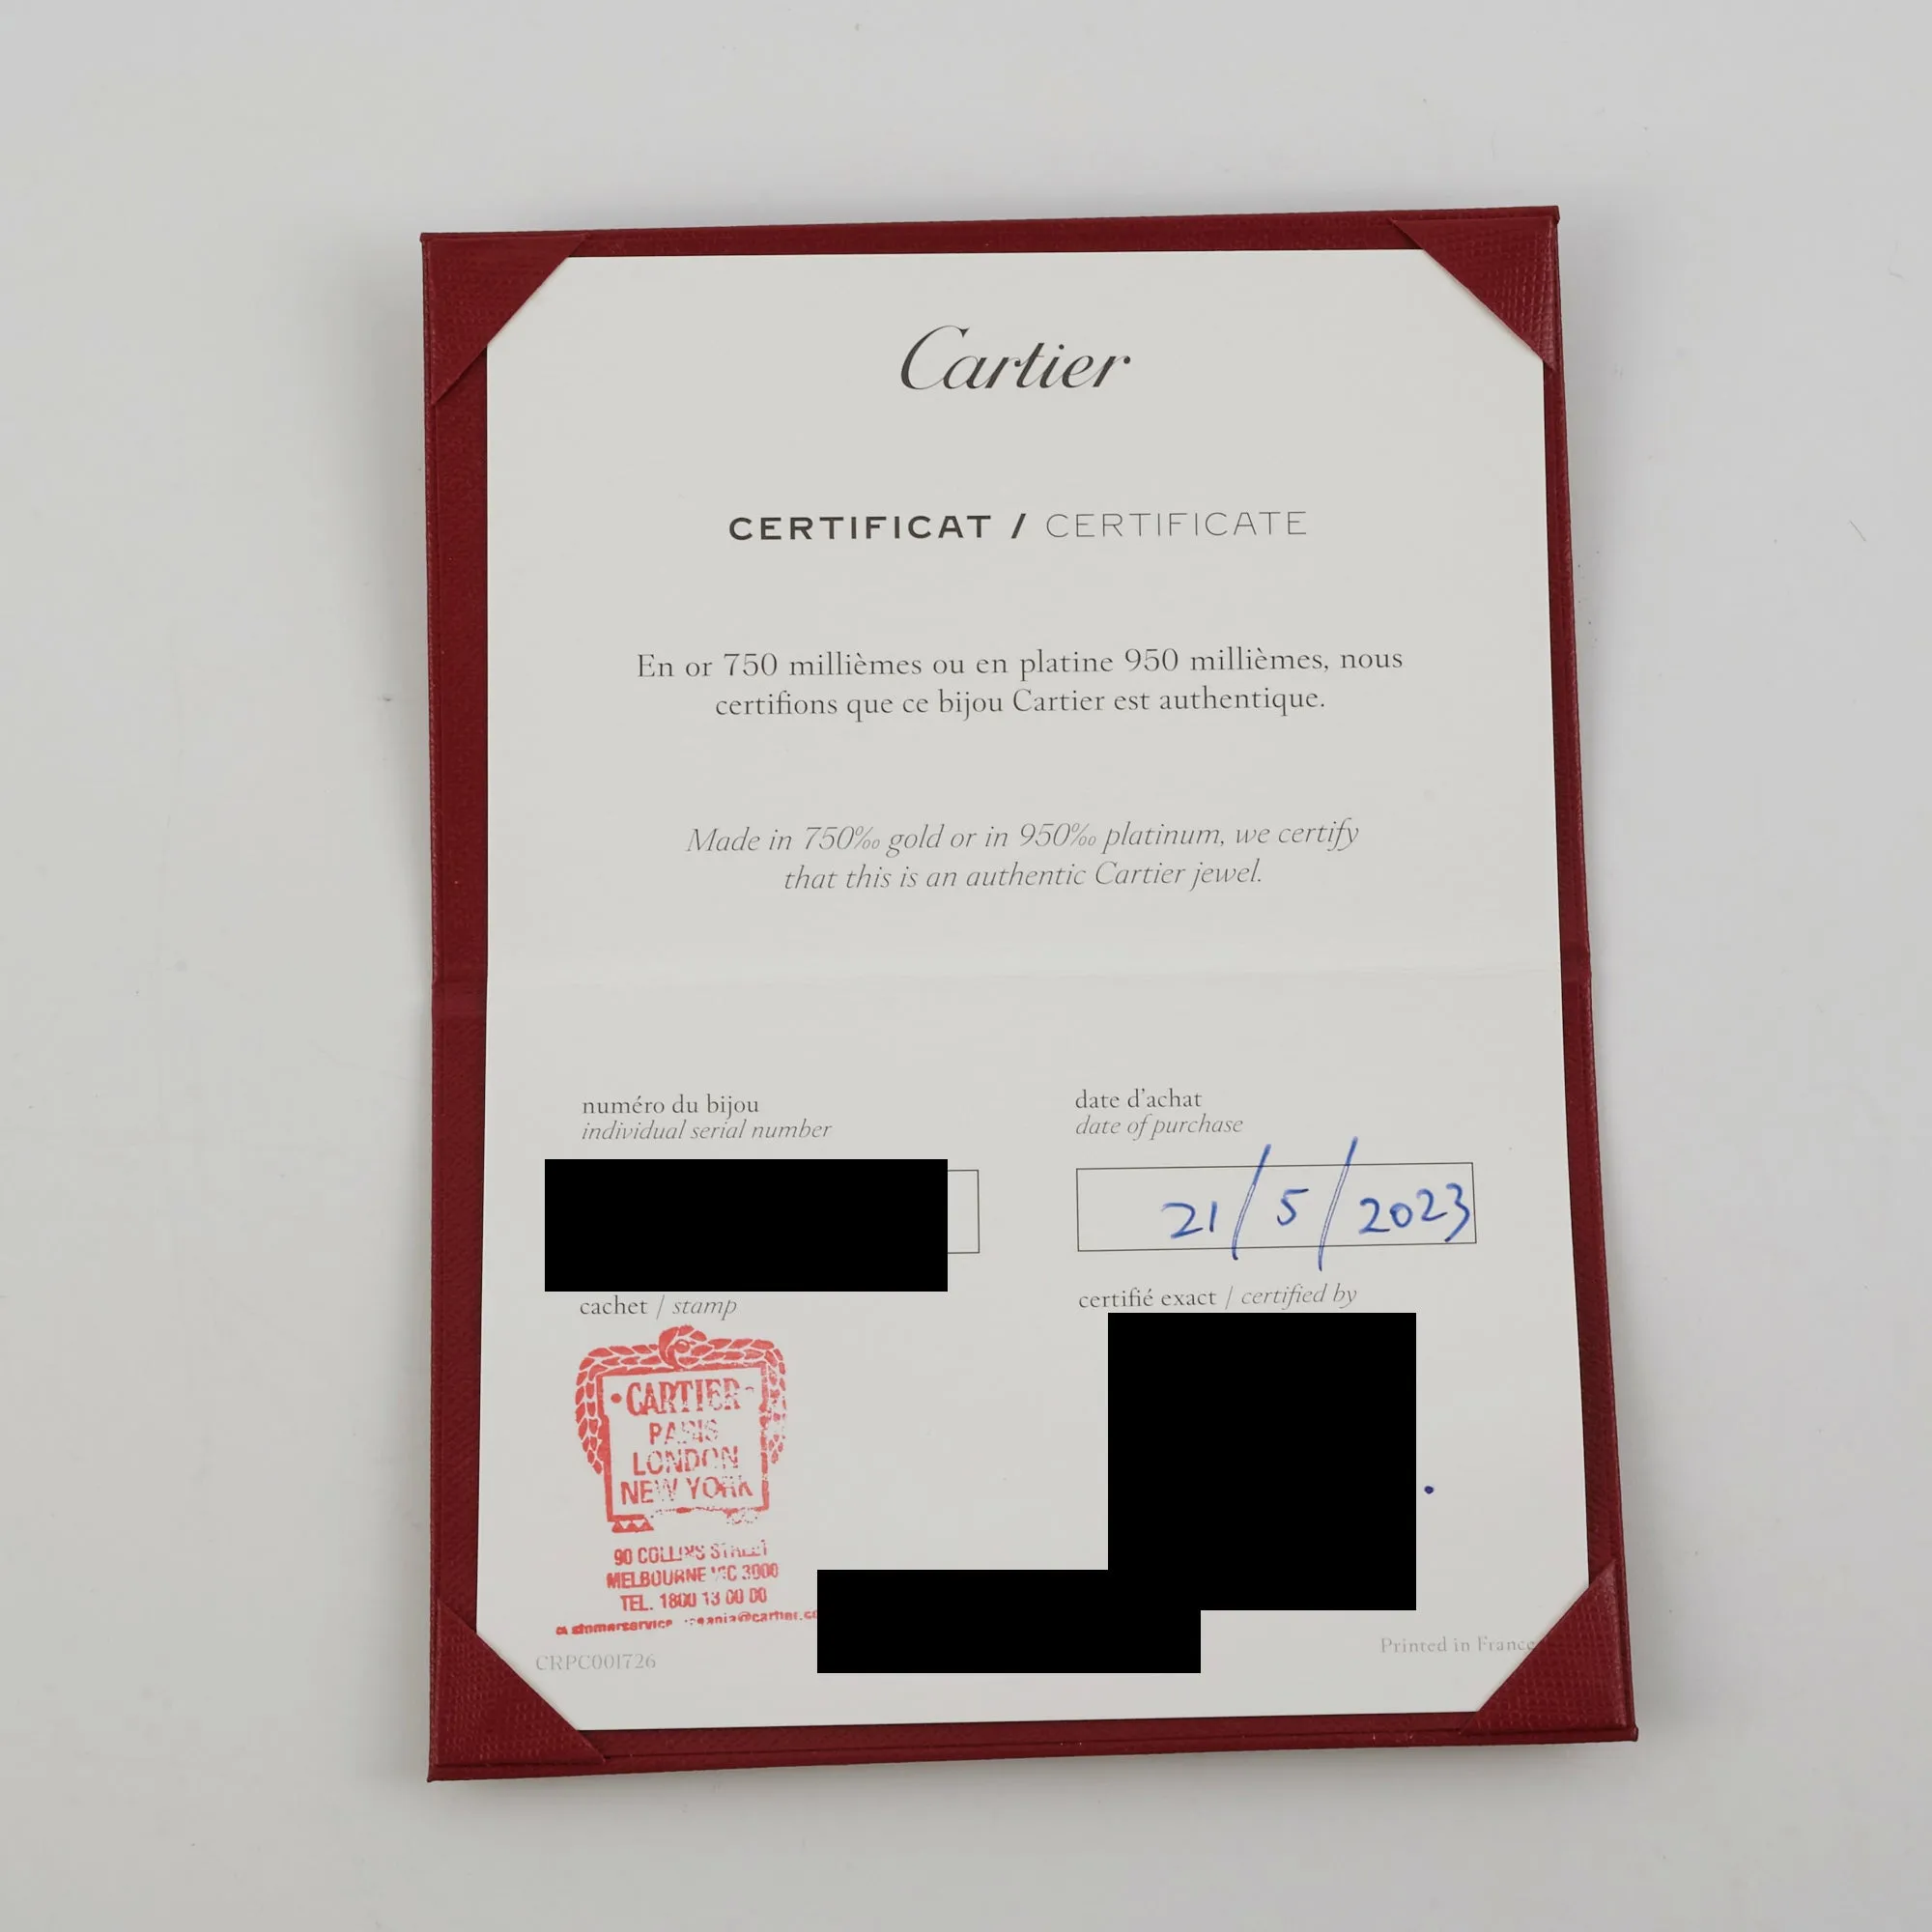 Cartier
CERTIFICAT / CERTIFICATE
En or 750 millièmes ou en platine 950 millièmes, nous
certifions que ce bijou Cartier est authentique.
Made in 750‰ gold or in 950‰ platinum, we certify
that this is an authentic Cartier jewel.
numéro du bijou
individual serial number
date d'achat
date of purchase
21/5/2023
cachet / stamp
certifié exact / certified by
CARTIER
PARIS
LONDON
NEW YORK
90 COLLINS STREET
MELBOURNE VIC 3000
TEL. 1800 13 00 00
CRPC001726
Printed in France